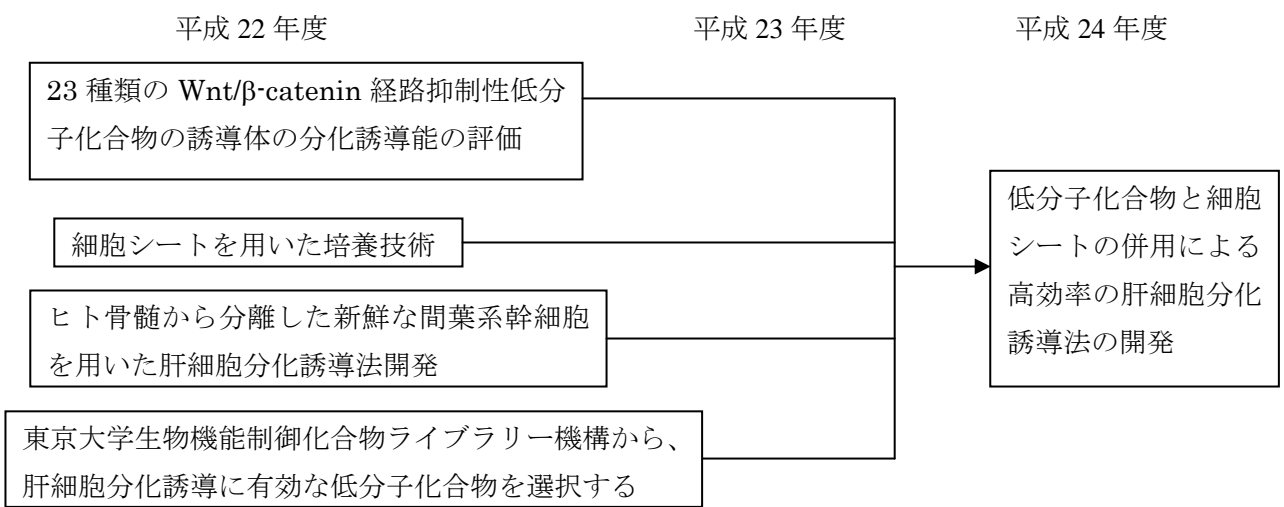 平成 22 年度 平成 23 年度 平成 24 年度
23 種類の Wnt/β-catenin 経路抑制性低分
子化合物の誘導体の分化誘導能の評価
細胞シートを用いた培養技術
ヒト骨髄から分離した新鮮な間葉系幹細胞
を用いた肝細胞分化誘導法開発
東京大学生物機能制御化合物ライブラリー機構から、
肝細胞分化誘導に有効な低分子化合物を選択する
低分子化合物と細胞
シートの併用による
高効率の肝細胞分化
誘導法の開発